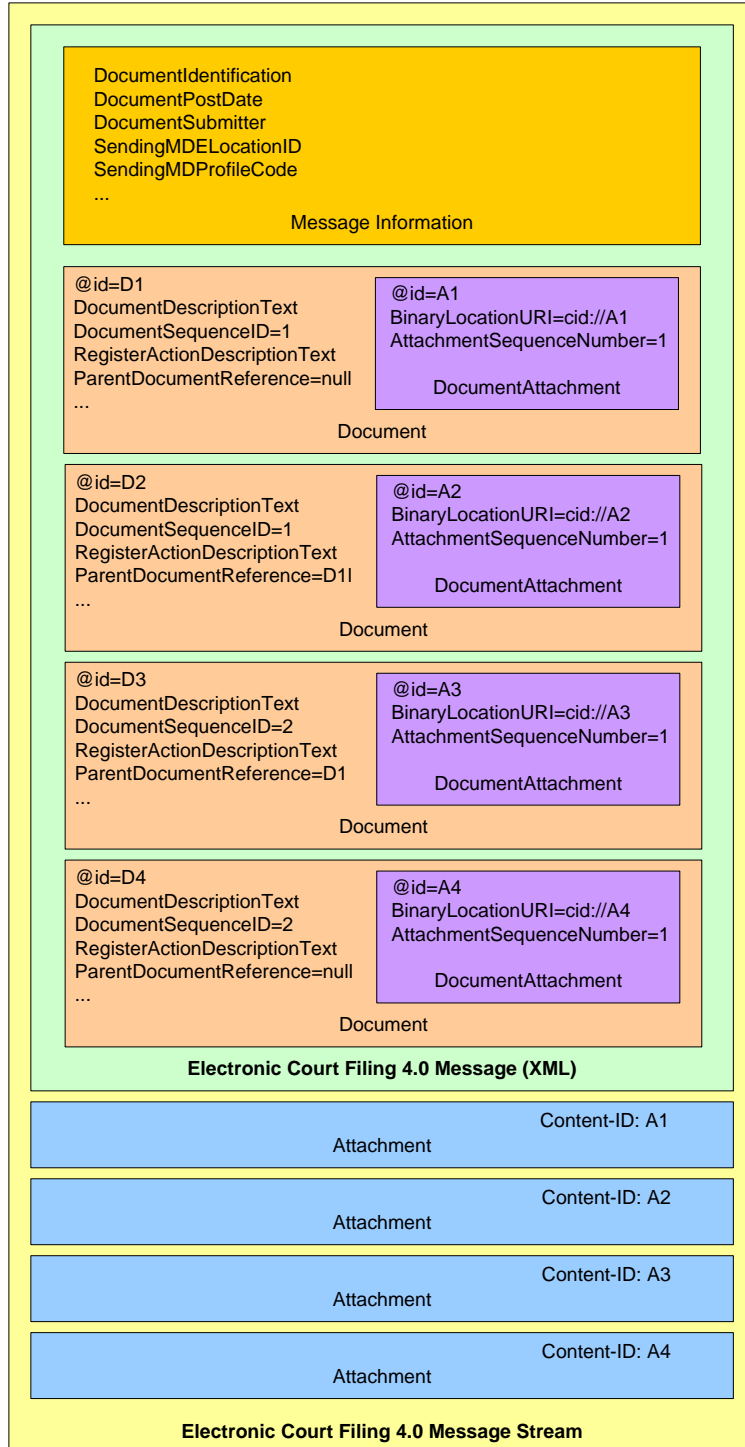 DocumentIdentification
DocumentPostDate
DocumentSubmitter
SendingMDELocationID
SendingMDProfileCode
...
Message Information
@id=D1
DocumentDescriptionText
DocumentSequenceID=1
RegisterActionDescriptionText
ParentDocumentReference=null
...
@id=A1
BinaryLocationURI=cid://A1
AttachmentSequenceNumber=1
DocumentAttachment
Document
@id=D2
DocumentDescriptionText
DocumentSequenceID=1
RegisterActionDescriptionText
ParentDocumentReference=D1l
...
@id=A2
BinaryLocationURI=cid://A2
AttachmentSequenceNumber=1
DocumentAttachment
Document
@id=D3
DocumentDescriptionText
DocumentSequenceID=2
RegisterActionDescriptionText
ParentDocumentReference=D1
...
@id=A3
BinaryLocationURI=cid://A3
AttachmentSequenceNumber=1
DocumentAttachment
Document
@id=D4
DocumentDescriptionText
DocumentSequenceID=2
RegisterActionDescriptionText
ParentDocumentReference=null
...
@id=A4
BinaryLocationURI=cid://A4
AttachmentSequenceNumber=1
DocumentAttachment
Document
Electronic Court Filing 4.0 Message (XML)
Content-ID: A1
Attachment
Content-ID: A2
Attachment
Content-ID: A3
Attachment
Content-ID: A4
Attachment
Electronic Court Filing 4.0 Message Stream